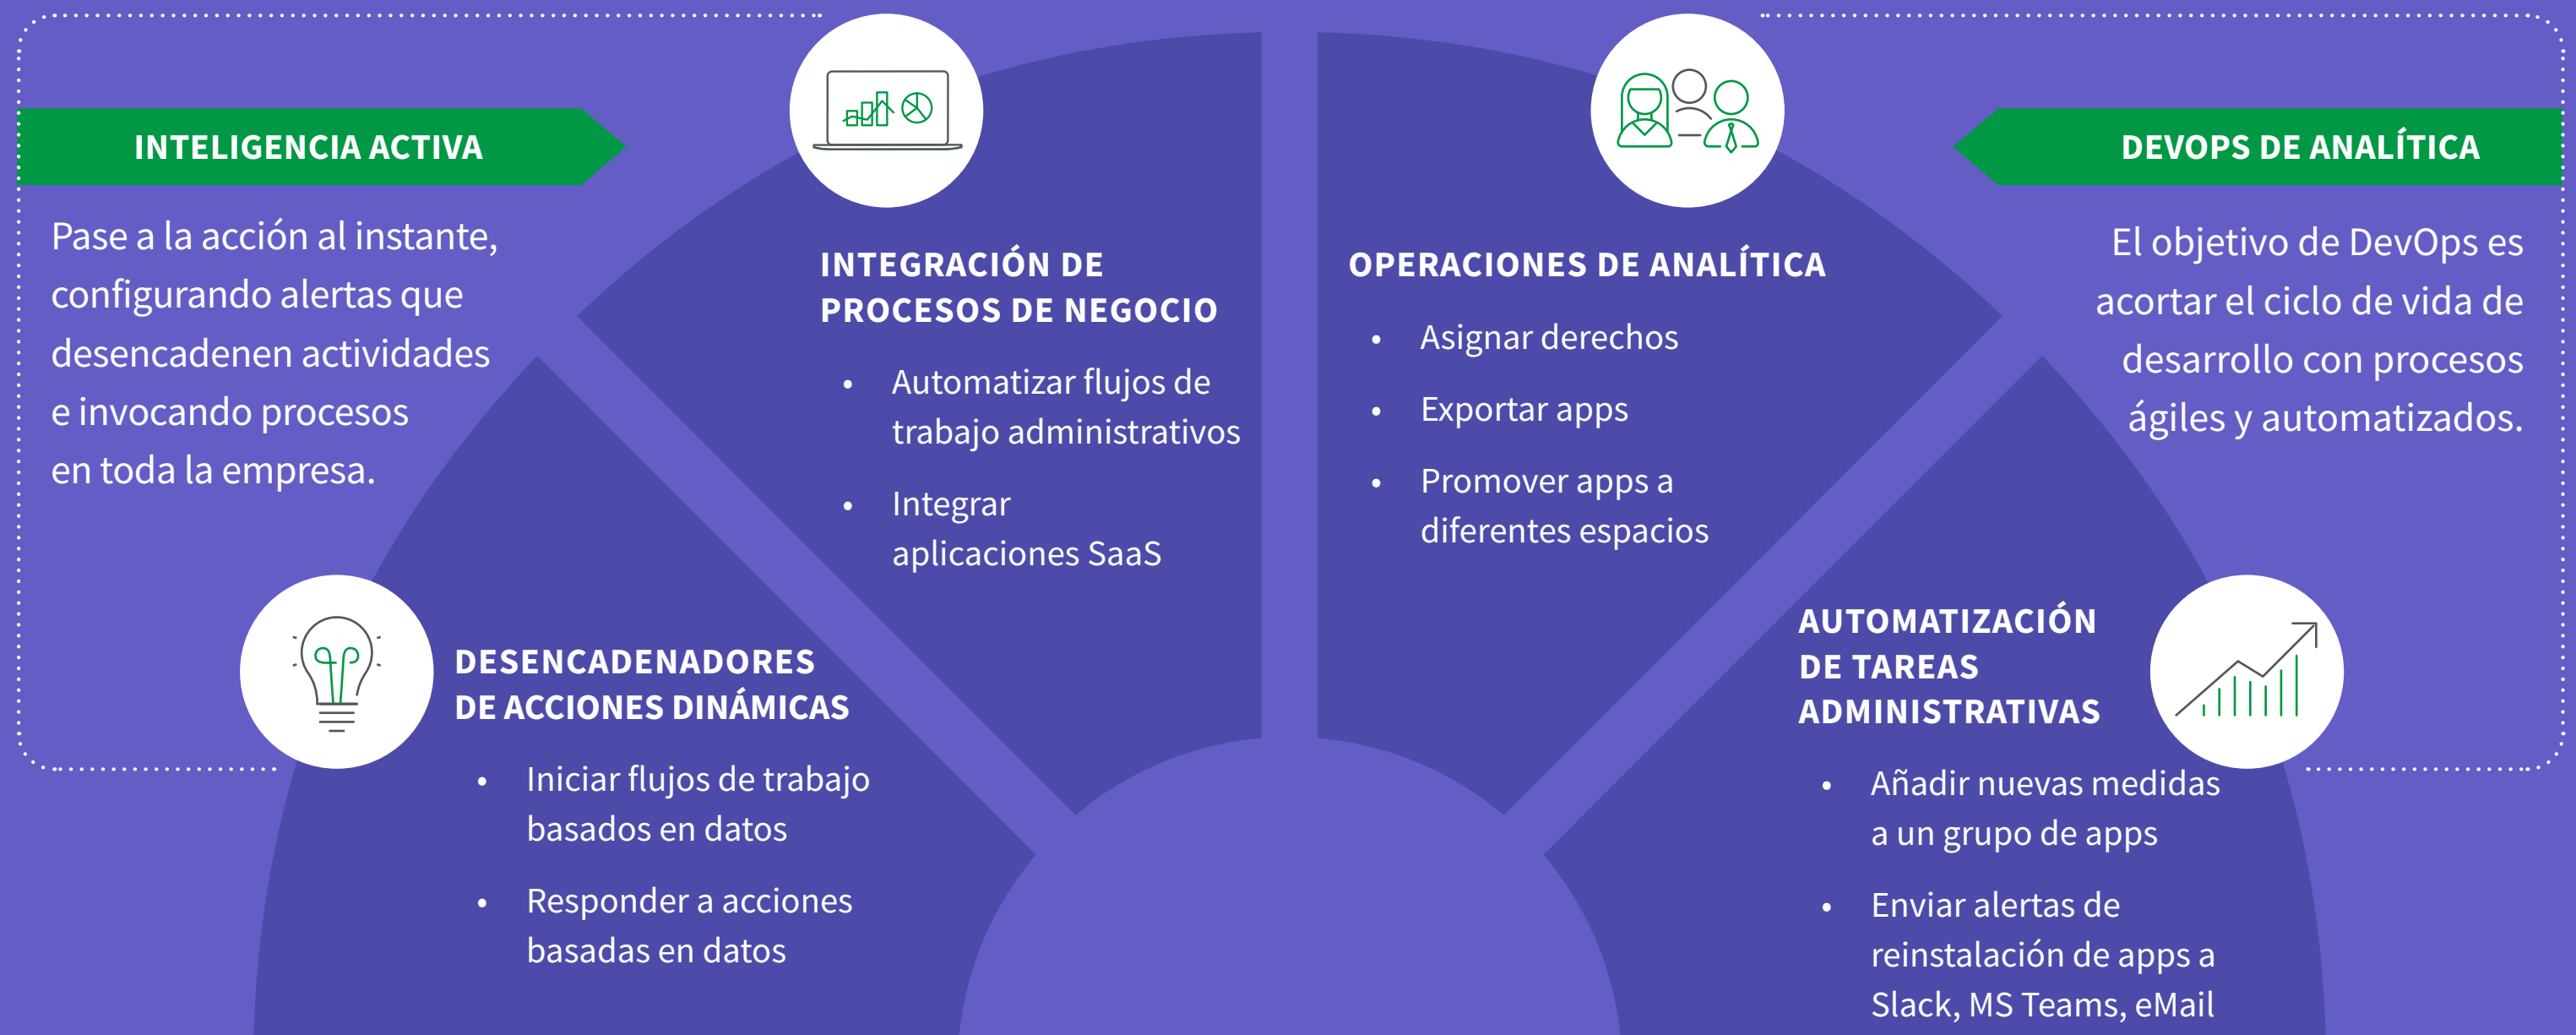 INTELIGENCIA ACTIVA
Pase a la acción al instante,
configurando alertas que
desencadenen actividades
e invocando procesos
en toda la empresa.
DESENCADENADORES
DE ACCIONES DINÁMICAS
• Iniciar flujos de trabajo
basados en datos
• Responder a acciones
basadas en datos
INTEGRACIÓN DE
PROCESOS DE NEGOCIO
• Automatizar flujos de
trabajo administrativos
• Integrar
aplicaciones SaaS
OPERACIONES DE ANALÍTICA
• Asignar derechos
• Exportar apps
• Promover apps a
diferentes espacios
DEVOPS DE ANALÍTICA
El objetivo de DevOps es
acortar el ciclo de vida de
desarrollo con procesos
ágiles y automatizados.
AUTOMATIZACIÓN
DE TAREAS
ADMINISTRATIVAS
• Añadir nuevas medidas
a un grupo de apps
• Enviar alertas de
reinstalación de apps a
Slack, MS Teams, eMail